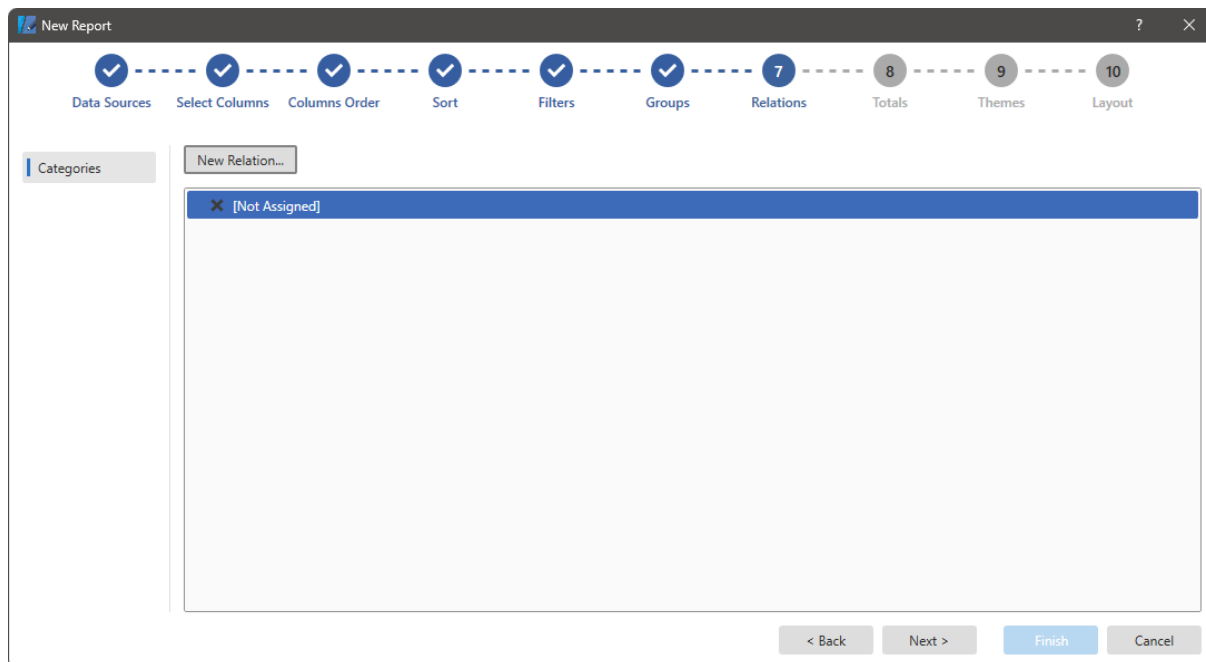 New Report
?
7 8 9 10
Data Sources Select Columns Columns Order Sort Filters Groups Relations Totals Themes Layout
Categories
New Relation...
[Not Assigned]
< Back Next > Finish Cancel